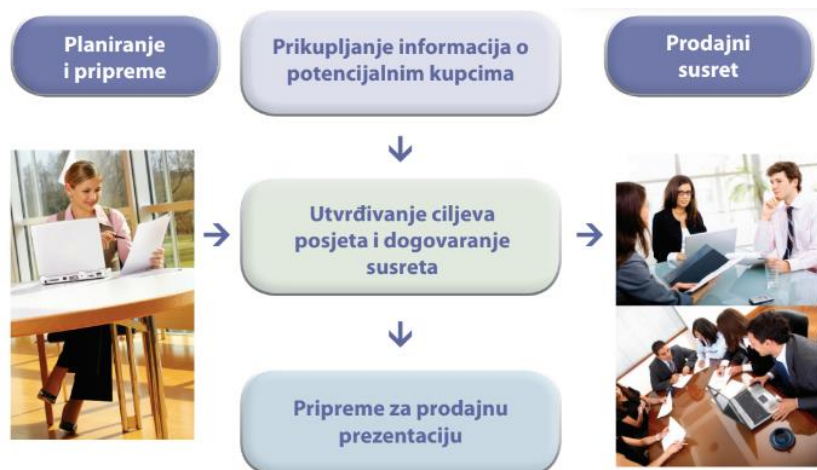 Planiranje
i pripreme
Prikupljanje informacija o
potencijalnim kupcima
Prodajni
susret
Utvrđivanje ciljeva
posjeta i dogovaranje
susreta
Pripreme za prodajnu
prezentaciju